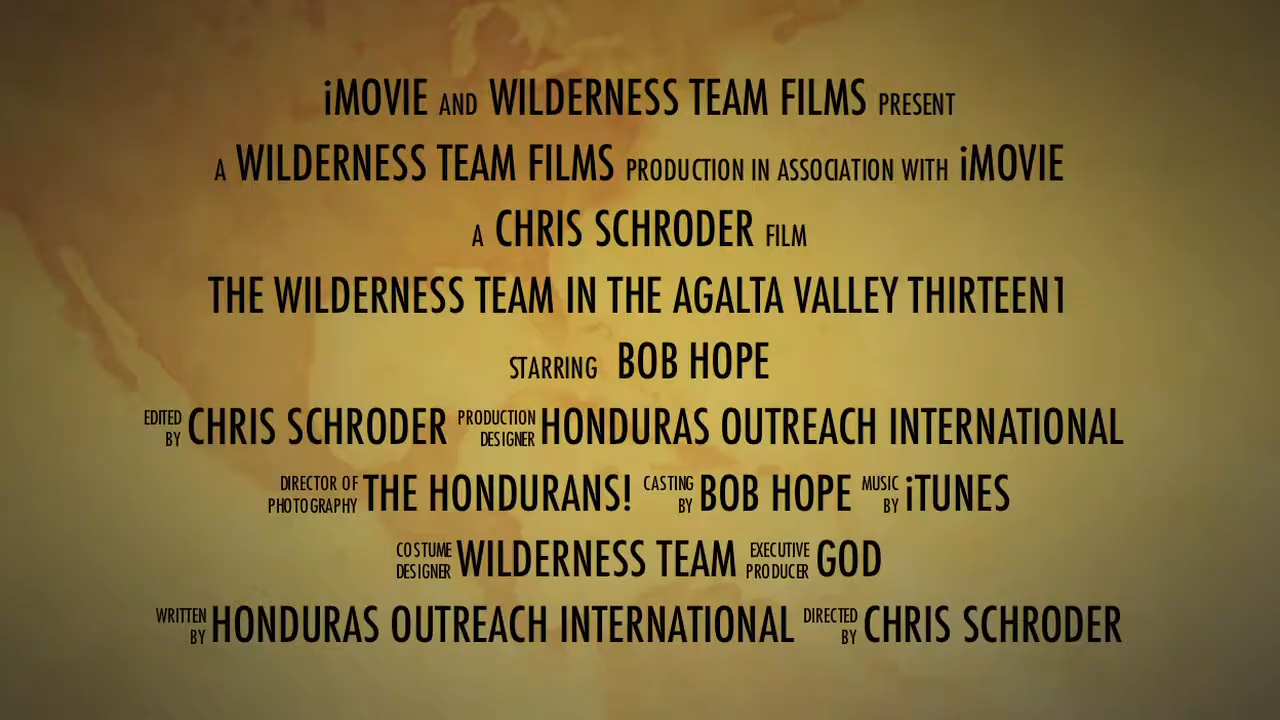 iMOVIE AND WILDERNESS TEAM FILMS PRESENT
A WILDERNESS TEAM FILMS PRODUCTION IN ASSOCIATION WITH iMOVIE
A CHRIS SCHRODER FILM
THE WILDERNESS TEAM IN THE AGALTA VALLEY THIRTEEN1
STARRING BOB HOPE
EDITED BY CHRIS SCHRODER PRODUCTION DESIGNER HONDURAS OUTREACH INTERNATIONAL
DIRECTOR OF PHOTOGRAPHY THE HONDURANS! CASTING BY BOB HOPE MUSIC BY iTUNES
COSTUME DESIGNER WILDERNESS TEAM EXECUTIVE PRODUCER GOD
WRITTEN BY HONDURAS OUTREACH INTERNATIONAL DIRECTED BY CHRIS SCHRODER